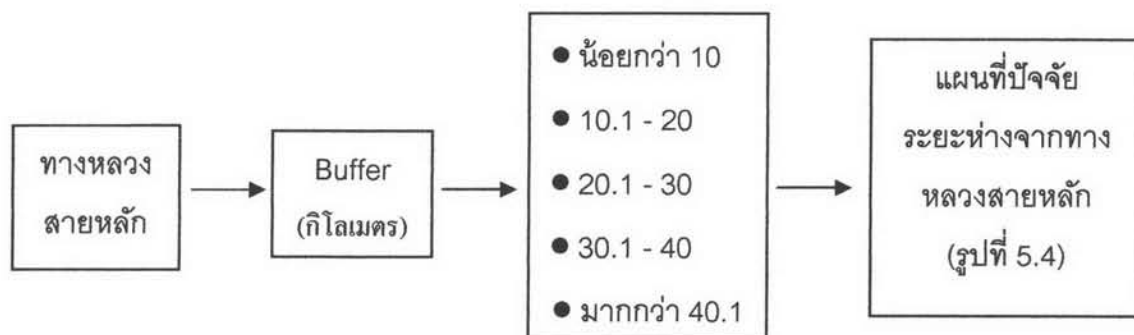 ทางหลวง
สายหลัก
Buffer
(กิโลเมตร)
● น้อยกว่า 10
● 10.1 - 20
● 20.1 - 30
● 30.1 - 40
● มากกว่า 40.1
แผนที่ปัจจัย
ระยะห่างจากทาง
หลวงสายหลัก
(รูปที่ 5.4)